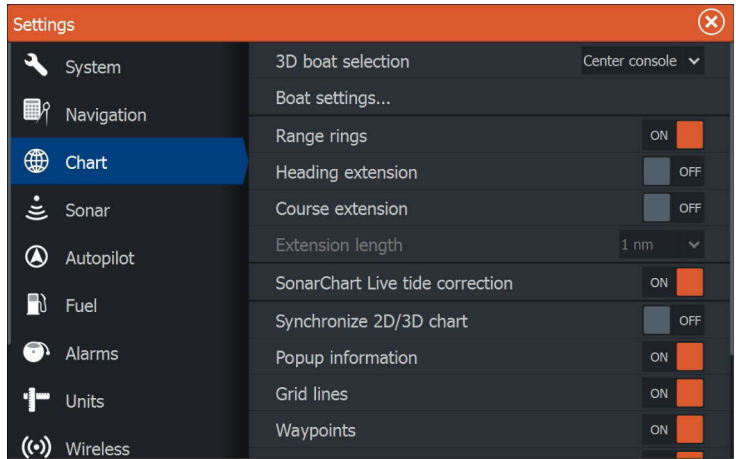 Settings
System
Navigation
Chart
Sonar
Autopilot
Fuel
Alarms
Units
Wireless
3D boat selection Center console
Boat settings...
Range rings ON
Heading extension OFF
Course extension OFF
Extension length 1 nm
SonarChart Live tide correction ON
Synchronize 2D/3D chart OFF
Popup information ON
Grid lines ON
Waypoints ON